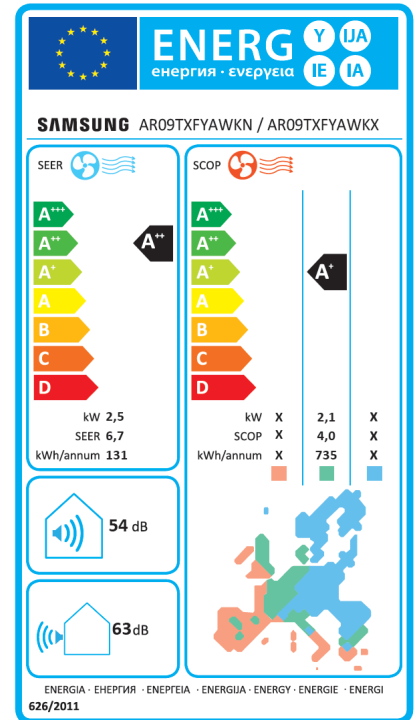 ENERG Y IJA
енергия · ενεργεια IE IA
SAMSUNG AR09TXFYAWKN / AR09TXFYAWKX
SEER
A+++
A++
A+
A
B
C
D
A++
kW 2,5
SEER 6,7
kWh/annum 131
SCOP
A+++
A++
A+
A
B
C
D
A+
kW X 2,1 X
SCOP X 4,0 X
kWh/annum X 735 X
54 dB
63 dB
ENERGIA · ЕНЕРГИЯ · ΕΝΕΡΓΕΙΑ · ENERGIJA · ENERGY · ENERGIE · ENERGI
626/2011